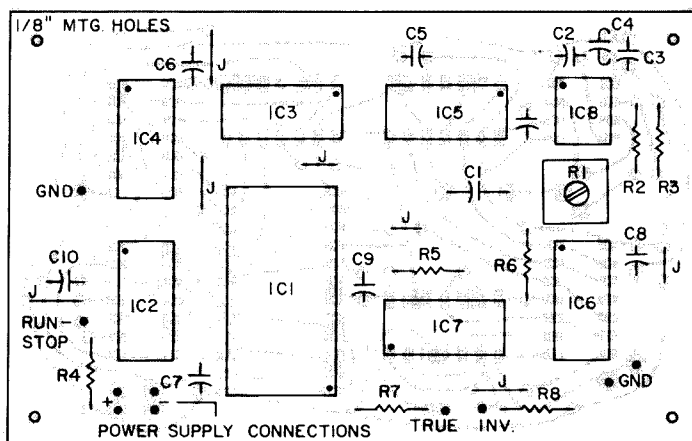 1/8" MTG. HOLES
C5
C2
C4
C3
C6
J
IC4
IC3
IC5
IC8
GND
J
J
C1
R1
R2
R3
J
C10
J
IC2
IC1
C9
R5
R6
C8
J
IC6
IC7
RUN-
STOP
R4
C7
+
-
R7
J
R8
GND
TRUE
INV.
POWER SUPPLY CONNECTIONS